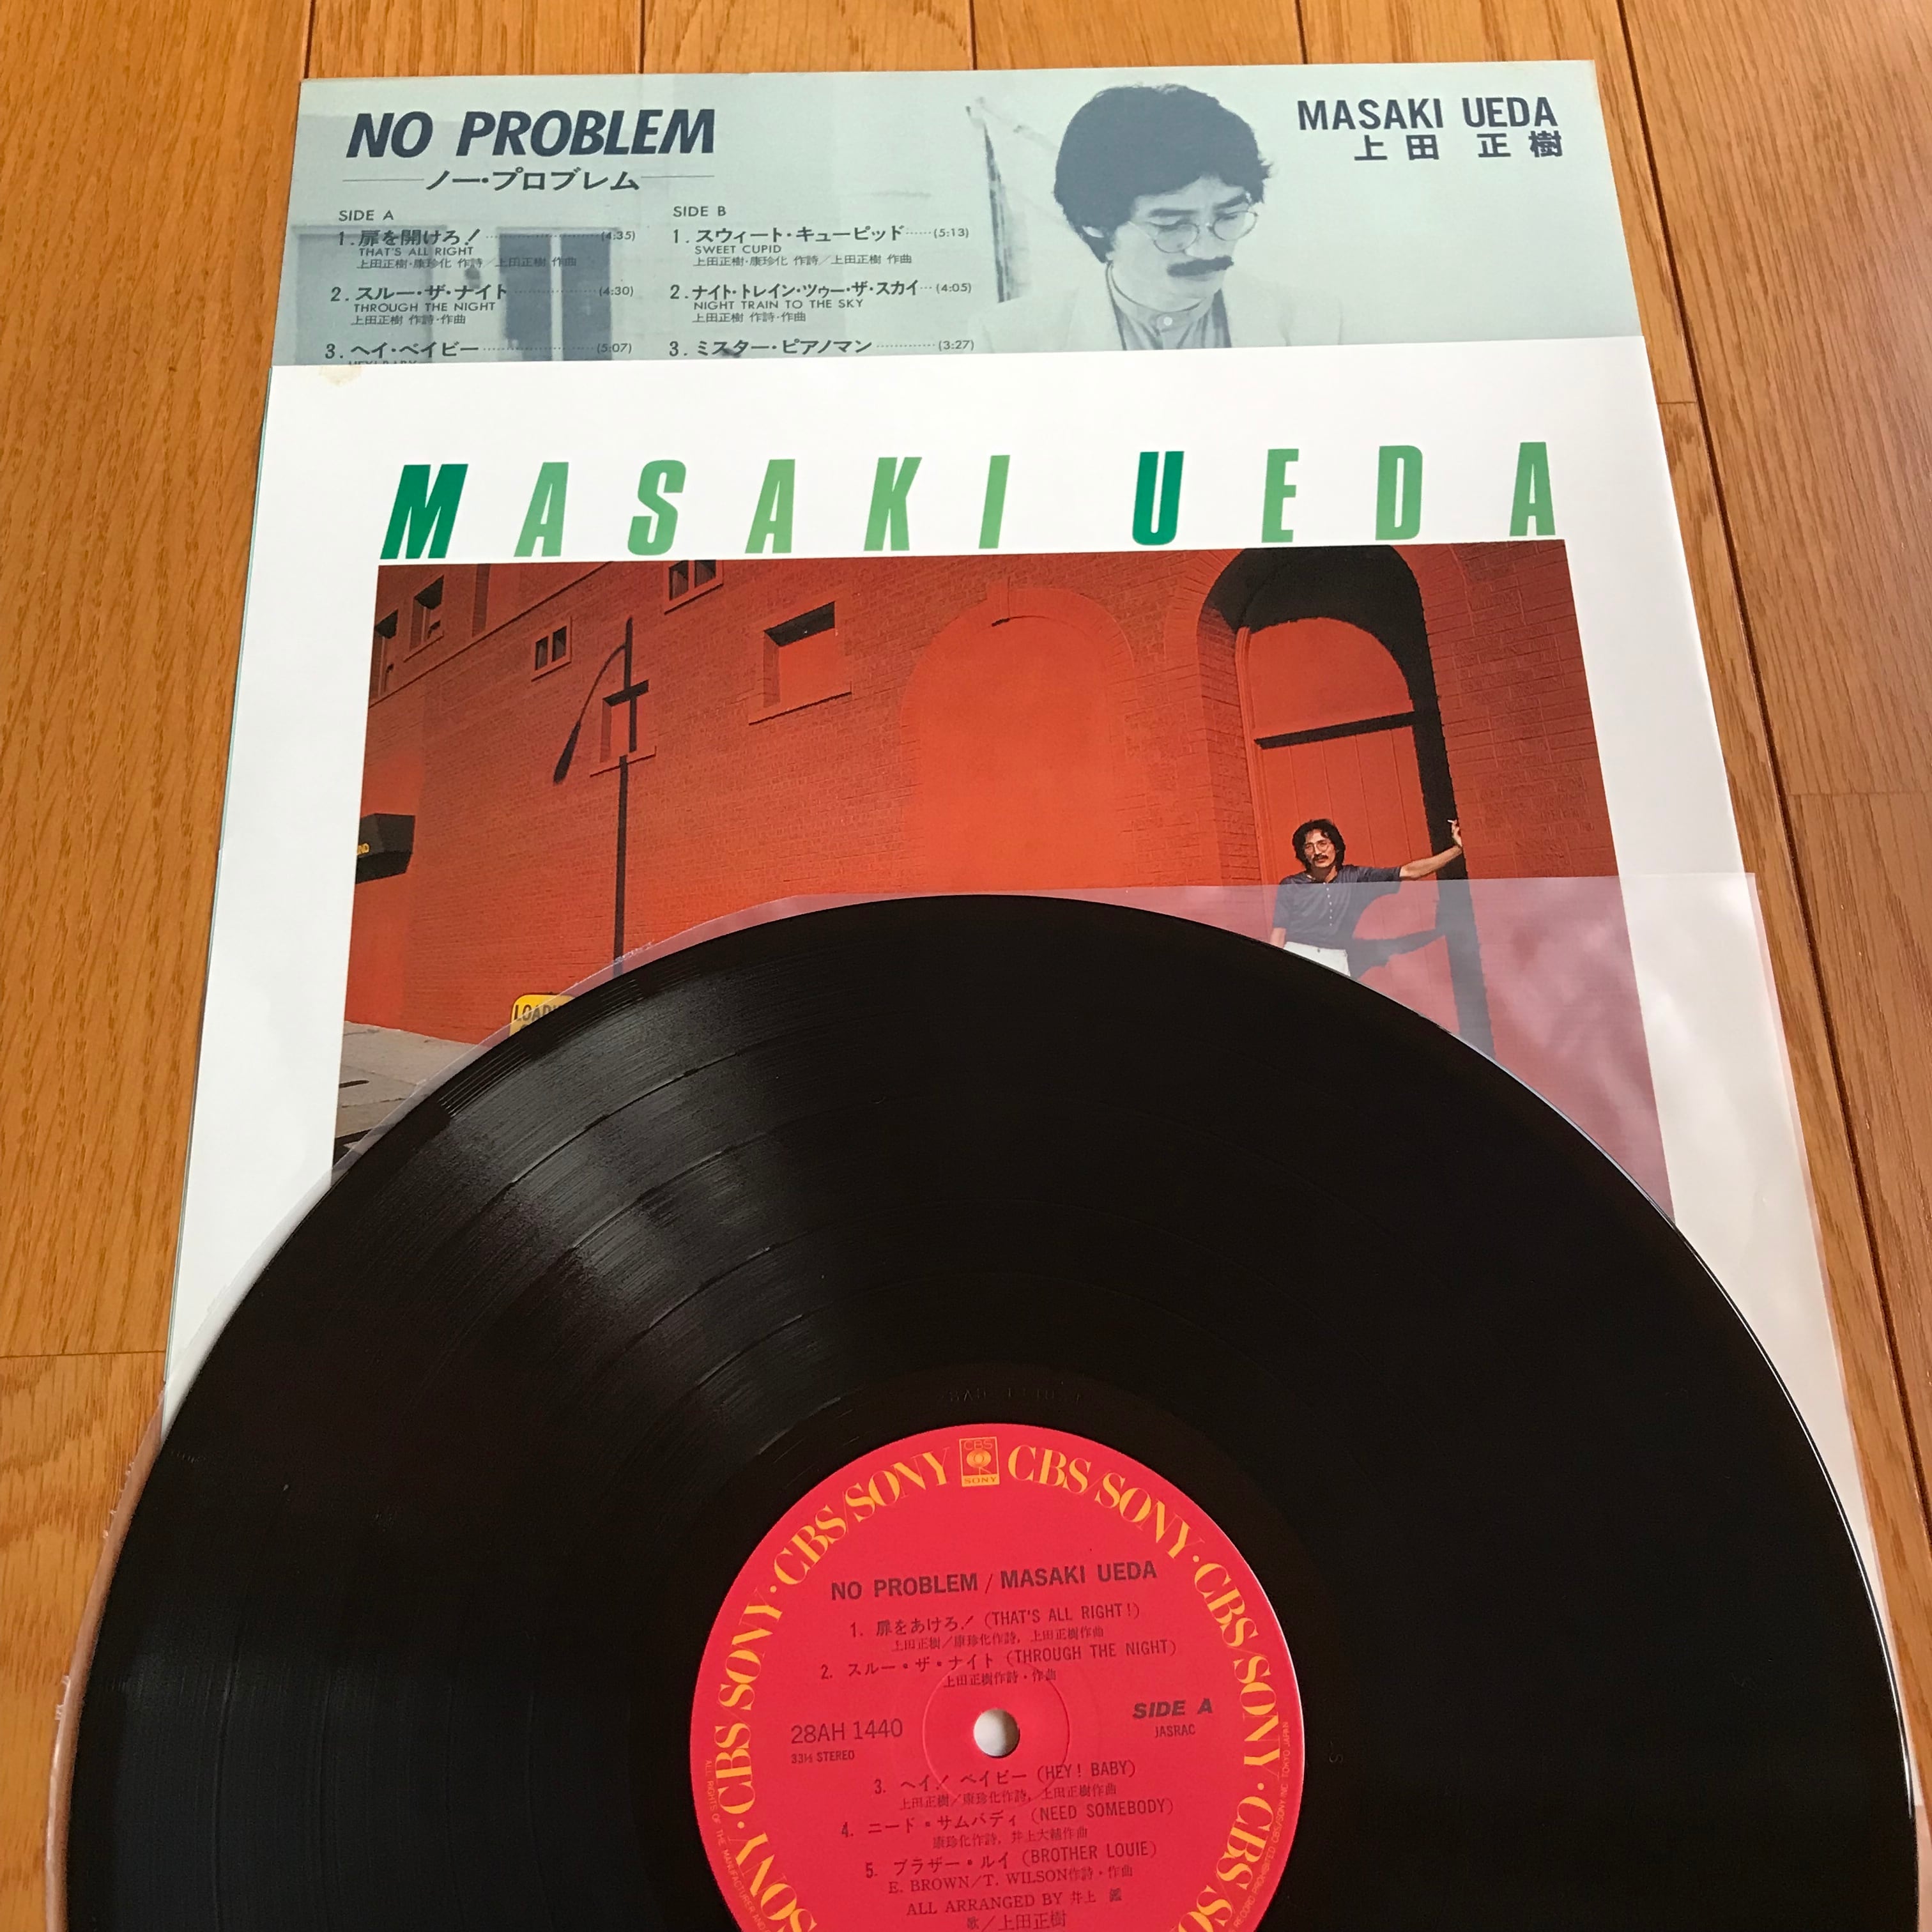 NO PROBLEM
ノー・プロブレム
MASAKI UEDA
上田 正樹
SIDE A
1. 扉を開けろ! (4:35)
THAT'S ALL RIGHT
上田正樹・康珍化 作詩/上田正樹 作曲
2. スルー・ザ・ナイト (4:30)
THROUGH THE NIGHT
上田正樹 作詩・作曲
3. ヘイ・ベイビー (5:07)
SIDE B
1. スウィート・キューピッド (5:13)
SWEET CUPID
上田正樹・康珍化 作詩/上田正樹 作曲
2. ナイト・トレイン・ツゥー・ザ・スカイ (4:05)
NIGHT TRAIN TO THE SKY
上田正樹 作詩・作曲
3. ミスター・ピアノマン (3:27)
MASAKI UEDA
CBS/SONY CBS SONY CBS/SONY · CBS/SONY · CBS/SONY · CBS/SONY
NO PROBLEM / MASAKI UEDA
1. 扉をあけろ! (THAT'S ALL RIGHT!)
上田正樹/康珍化作詩, 上田正樹作曲
2. スルー・ザ・ナイト (THROUGH THE NIGHT)
上田正樹作詩・作曲
28AH 1440
33⅓ STEREO
SIDE A
JASRAC
3. ヘイ! ベイビー (HEY! BABY)
上田正樹/康珍化作詩, 上田正樹作曲
4. ニード・サムバディ (NEED SOMEBODY)
康珍化作詩, 井上大輔作曲
5. ブラザー・ルイ (BROTHER LOUIE)
E. BROWN/T. WILSON作詩・作曲
ALL ARRANGED BY 井上 鑑
歌/上田正樹